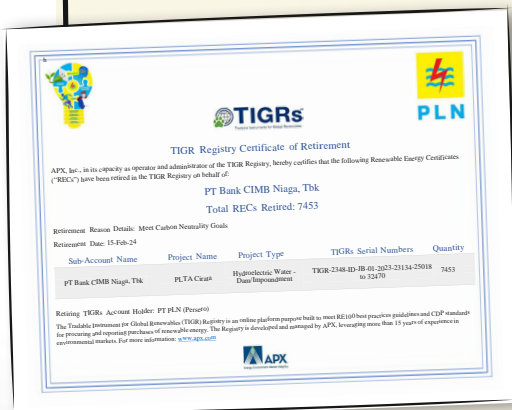 TIGRs
PLN
TIGR Registry Certificate of Retirement
APX, Inc., in its capacity as operator and administrator of the TIGR Registry, hereby certifies that the following Renewable Energy Certificates
("RECs") have been retired in the TIGR Registry on behalf of:
PT Bank CIMB Niaga, Tbk
Total RECs Retired: 7453
Retirement Reason Details: Meet Carbon Neutrality Goals
Retirement Date: 15-Feb-24
Sub-Account Name Project Name Project Type TIGRs Serial Numbers Quantity
PT Bank CIMB Niaga, Tbk PLTA Cirata Hydroelectric Water - Dam/Impoundment TIGR-2348-ID-JB-01-2023-23134-25018 to 32470 7453
Retiring TIGRs Account Holder: PT PLN (Persero)
The Tradable Instrument for Global Renewables (TIGR) Registry is an online platform purpose built to meet RE100 best practices guidelines and CDP standards
for procuring and reporting purchases of renewable energy. The Registry is developed and managed by APX, leveraging more than 15 years of experience in
environmental markets. For more information: www.apx.com
APX